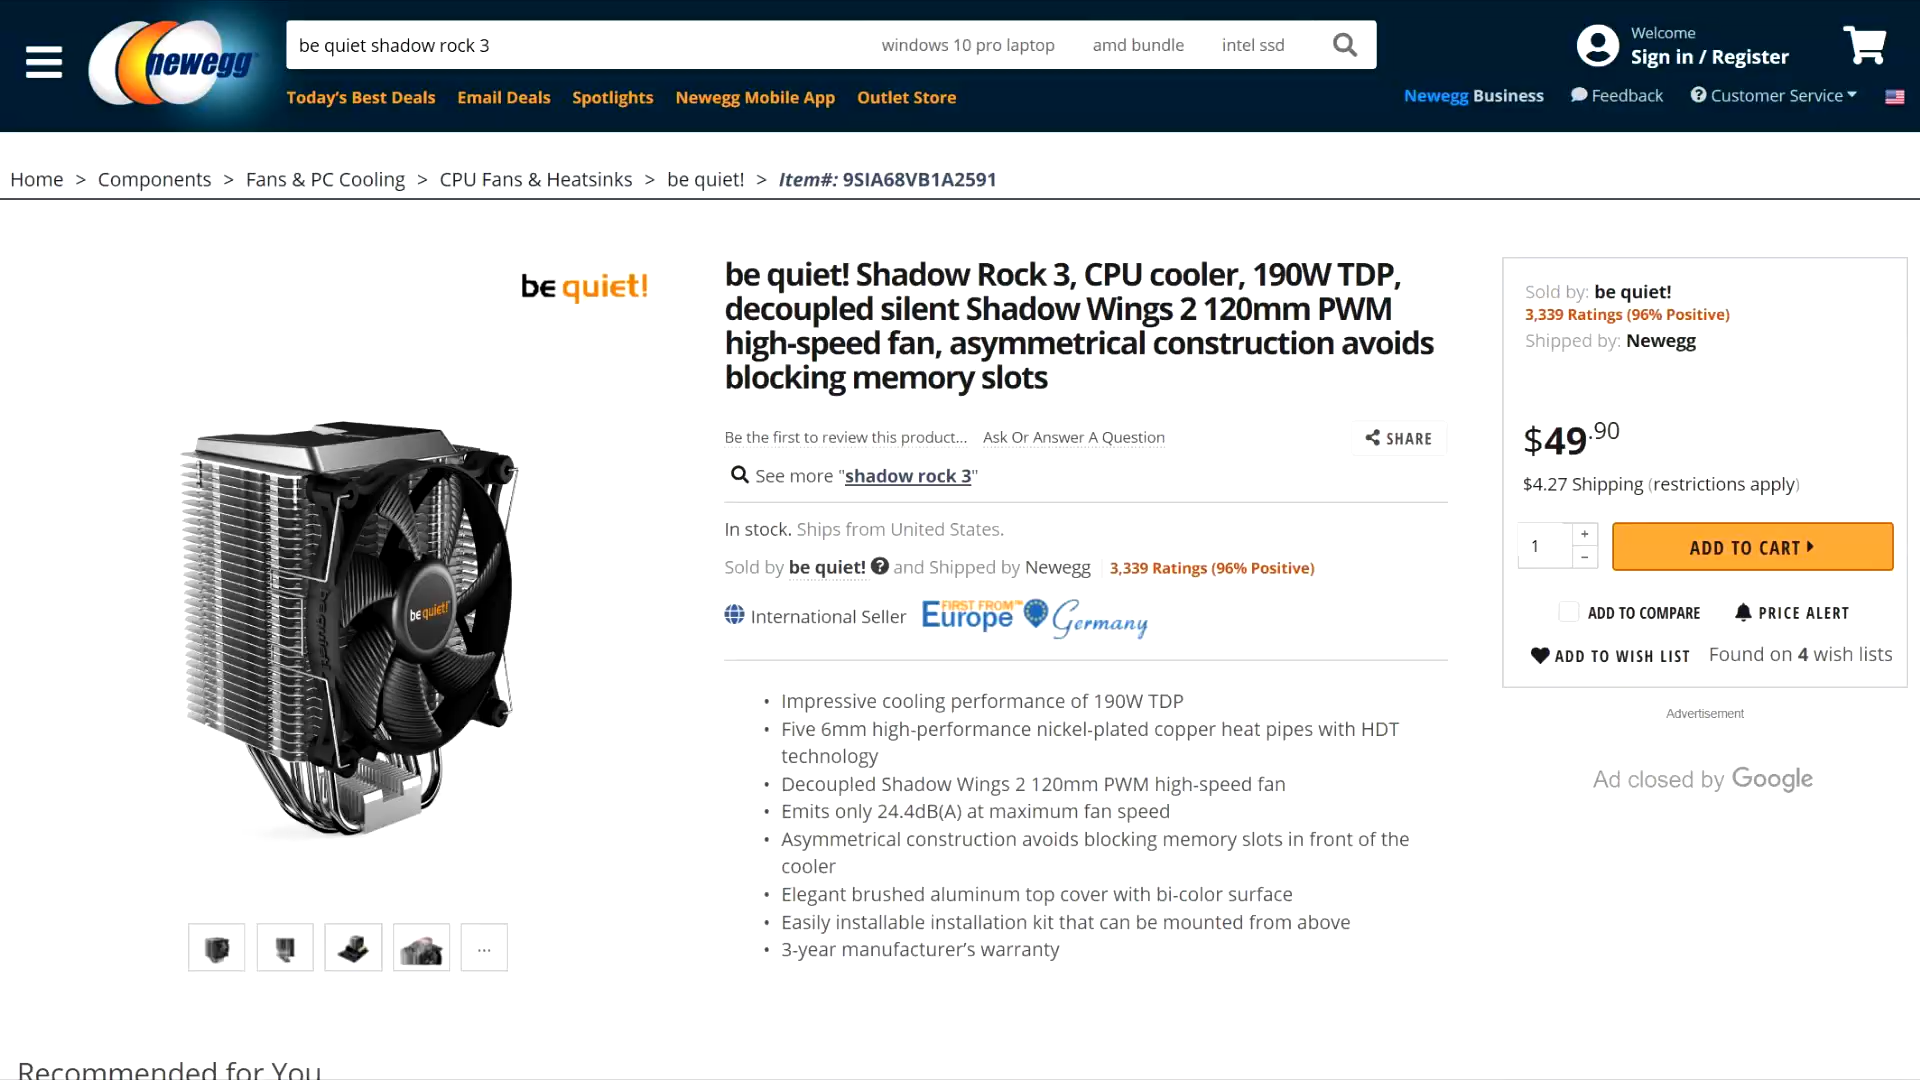 newegg
be quiet shadow rock 3
windows 10 pro laptop
amd bundle
intel ssd
Welcome
Sign in / Register
Today's Best Deals
Email Deals
Spotlights
Newegg Mobile App
Outlet Store
Newegg Business
Feedback
Customer Service
Home > Components > Fans & PC Cooling > CPU Fans & Heatsinks > be quiet! > Item#: 9SIA68VB1A2591
be quiet!
be quiet!
be quiet! Shadow Rock 3, CPU cooler, 190W TDP,
decoupled silent Shadow Wings 2 120mm PWM
high-speed fan, asymmetrical construction avoids
blocking memory slots
Be the first to review this product... Ask Or Answer A Question
SHARE
See more "shadow rock 3"
In stock. Ships from United States.
Sold by be quiet! and Shipped by Newegg 3,339 Ratings (96% Positive)
International Seller
FIRST FROM™
Europe Germany
• Impressive cooling performance of 190W TDP
• Five 6mm high-performance nickel-plated copper heat pipes with HDT
technology
• Decoupled Shadow Wings 2 120mm PWM high-speed fan
• Emits only 24.4dB(A) at maximum fan speed
• Asymmetrical construction avoids blocking memory slots in front of the
cooler
• Elegant brushed aluminum top cover with bi-color surface
• Easily installable installation kit that can be mounted from above
• 3-year manufacturer's warranty
Sold by: be quiet!
3,339 Ratings (96% Positive)
Shipped by: Newegg
$49.90
$4.27 Shipping (restrictions apply)
1
+
-
ADD TO CART
ADD TO COMPARE
PRICE ALERT
ADD TO WISH LIST
Found on 4 wish lists
Advertisement
Ad closed by Google
...
Recommended for You